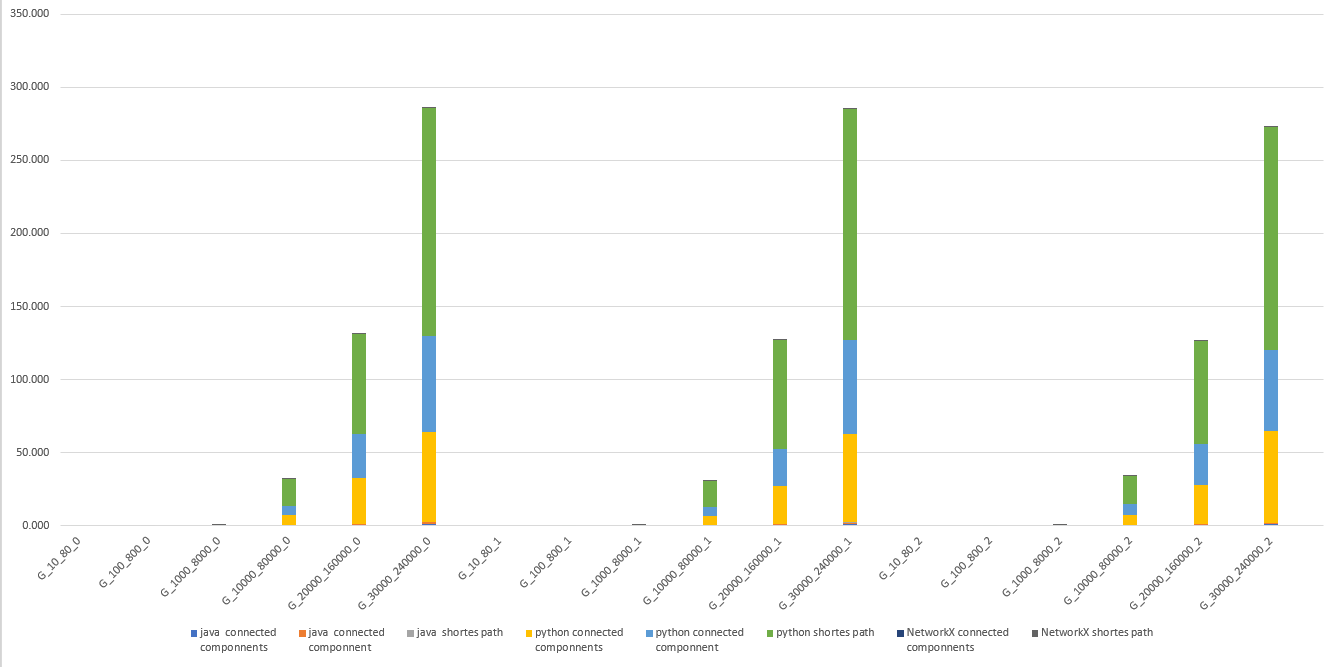 350.000
300.000
250.000
200.000
150.000
100.000
50.000
0.000
G_10_80_0
G_100_800_0
G_1000_8000_0
G_10000_80000_0
G_20000_160000_0
G_30000_240000_0
G_10_80_1
G_100_800_1
G_1000_8000_1
G_10000_80000_1
G_20000_160000_1
G_30000_240000_1
G_10_80_2
G_100_800_2
G_1000_8000_2
G_10000_80000_2
G_20000_160000_2
G_30000_240000_2
java connected
componnents
java connected
componnent
java shortes path
python connected
componnents
python connected
componnent
python shortes path
NetworkX connected
componnents
NetworkX shortes path